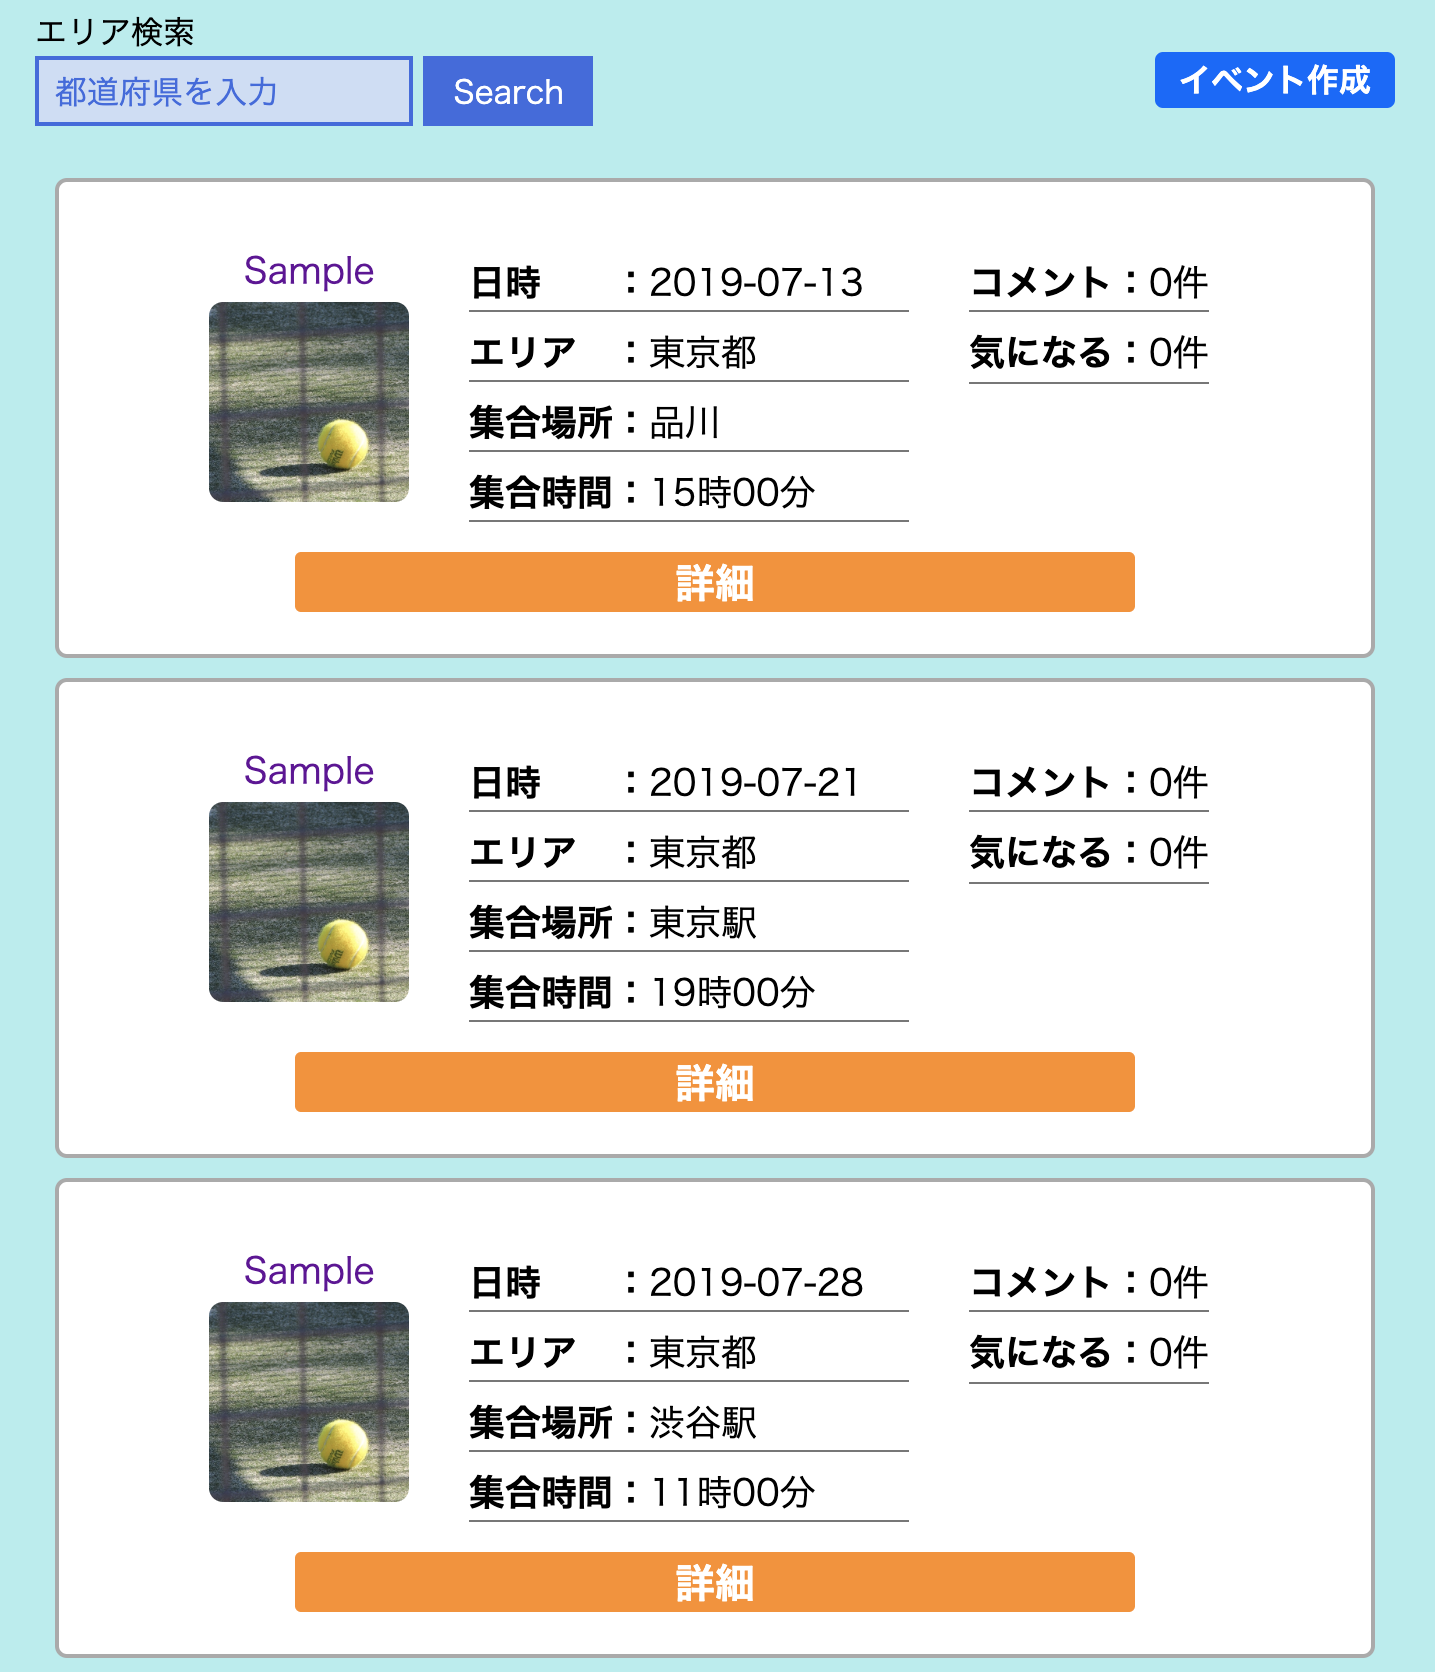 エリア検索
都道府県を入力 Search
イベント作成
Sample
日時　　：2019-07-13
エリア　：東京都
集合場所：品川
集合時間：15時00分
コメント：0件
気になる：0件
詳細
Sample
日時　　：2019-07-21
エリア　：東京都
集合場所：東京駅
集合時間：19時00分
コメント：0件
気になる：0件
詳細
Sample
日時　　：2019-07-28
エリア　：東京都
集合場所：渋谷駅
集合時間：11時00分
コメント：0件
気になる：0件
詳細